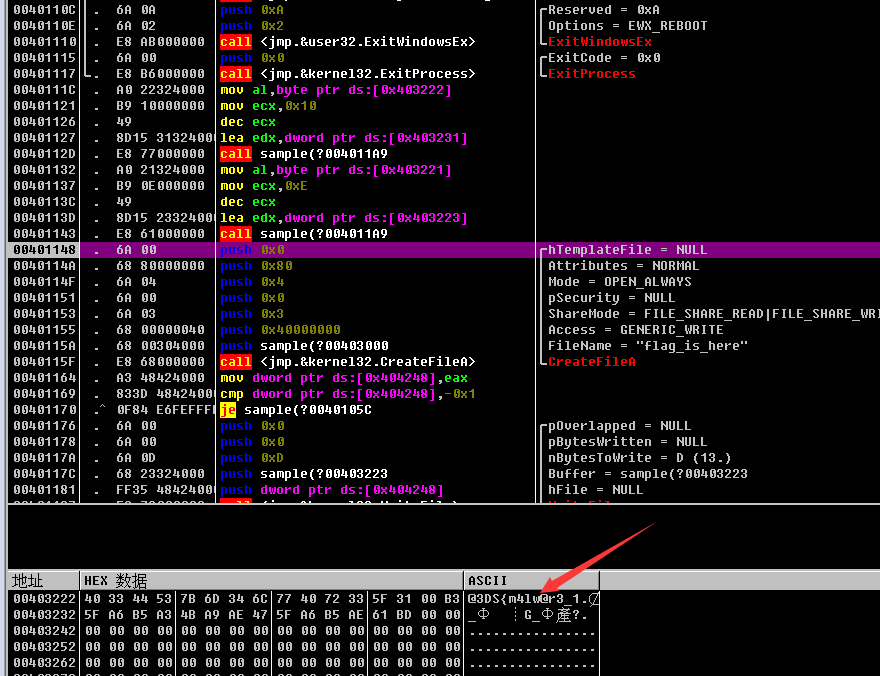 0040110C . 6A 0A push 0xA Reserved = 0xA
0040110E . 6A 02 push 0x2 Options = EWX_REBOOT
00401110 . E8 AB000000 call <jmp.&user32.ExitWindowsEx> ExitWindowsEx
00401115 . 6A 00 push 0x0 ExitCode = 0x0
00401117 . E8 B6000000 call <jmp.&kernel32.ExitProcess> ExitProcess
0040111C . A0 22324000 mov al,byte ptr ds:[0x403222]
00401121 . B9 10000000 mov ecx,0x10
00401126 . 49 dec ecx
00401127 . 8D15 31324000 lea edx,dword ptr ds:[0x403231]
0040112D . E8 77000000 call sample(?004011A9
00401132 . A0 21324000 mov al,byte ptr ds:[0x403221]
00401137 . B9 0E000000 mov ecx,0xE
0040113C . 49 dec ecx
0040113D . 8D15 23324000 lea edx,dword ptr ds:[0x403223]
00401143 . E8 61000000 call sample(?004011A9
00401148 . 6A 00 push 0x0 hTemplateFile = NULL
0040114A . 68 80000000 push 0x80 Attributes = NORMAL
0040114F . 6A 04 push 0x4 Mode = OPEN_ALWAYS
00401151 . 6A 00 push 0x0 pSecurity = NULL
00401153 . 6A 03 push 0x3 ShareMode = FILE_SHARE_READ|FILE_SHARE_WRI
00401155 . 68 00000040 push 0x40000000 Access = GENERIC_WRITE
0040115A . 68 00304000 push sample(?00403000 FileName = "flag_is_here"
0040115F . E8 68000000 call <jmp.&kernel32.CreateFileA> CreateFileA
00401164 . A3 48424000 mov dword ptr ds:[0x404248],eax
00401169 . 833D 48424000 cmp dword ptr ds:[0x404248],-0x1
00401170 .^ 0F84 E6FEFFFF je sample(?0040105C
00401176 . 6A 00 push 0x0 pOverlapped = NULL
00401178 . 6A 00 push 0x0 pBytesWritten = NULL
0040117A . 6A 0D push 0xD nBytesToWrite = D (13.)
0040117C . 68 23324000 push sample(?00403223 Buffer = sample(?00403223
00401181 . FF35 48424000 push dword ptr ds:[0x404248] hFile = NULL
地址 HEX 数据 ASCII
00403222 40 33 44 53 7B 6D 34 6C 77 40 72 33 5F 31 00 B3 @3DS{m4lw@r3_1.
00403232 5F A6 B5 A3 4B A9 AE 47 5F A6 B5 AE 61 BD 00 00
00403242 00 00 00 00 00 00 00 00 00 00 00 00 00 00 00 00 ................
00403252 00 00 00 00 00 00 00 00 00 00 00 00 00 00 00 00 ................
00403262 00 00 00 00 00 00 00 00 00 00 00 00 00 00 00 00 ................